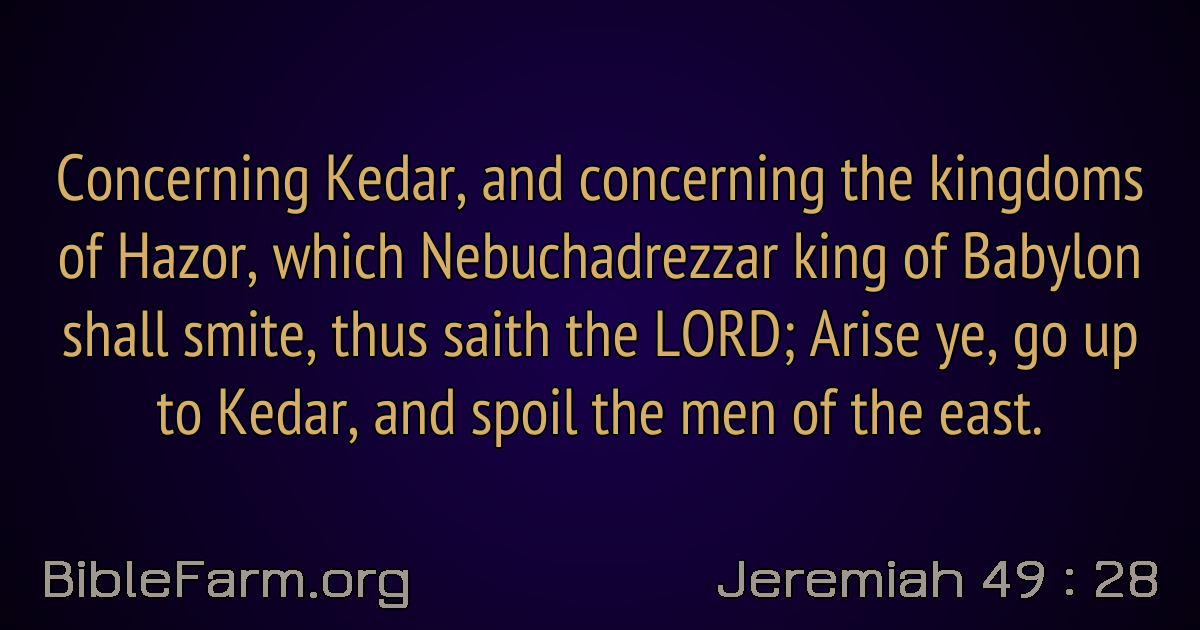 Concerning Kedar, and concerning the kingdoms
of Hazor, which Nebuchadrezzar king of Babylon
shall smite, thus saith the LORD; Arise ye, go up
to Kedar, and spoil the men of the east.
BibleFarm.org
Jeremiah 49 : 28